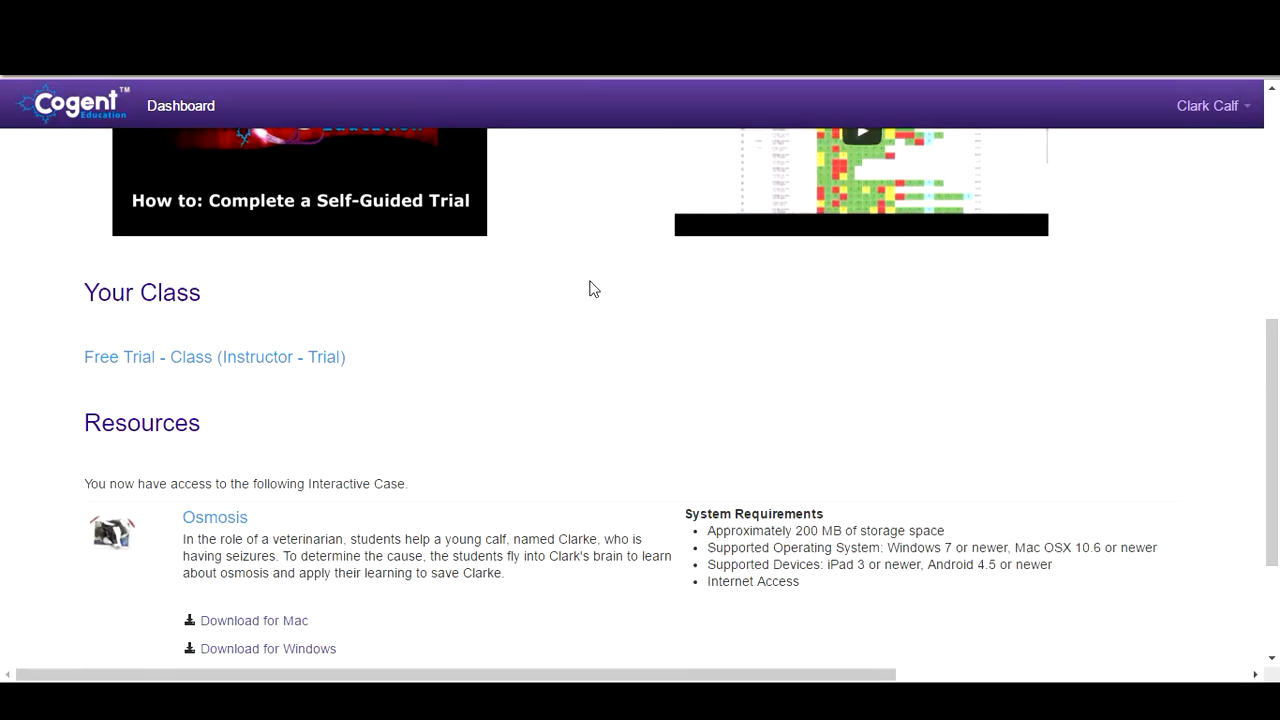 Cogent™
Education
Dashboard
Clark Calf
Education
How to: Complete a Self-Guided Trial
Your Class
Free Trial - Class (Instructor - Trial)
Resources
You now have access to the following Interactive Case.
Osmosis
In the role of a veterinarian, students help a young calf, named Clarke, who is
having seizures. To determine the cause, the students fly into Clark's brain to learn
about osmosis and apply their learning to save Clarke.
Download for Mac
Download for Windows
System Requirements
• Approximately 200 MB of storage space
• Supported Operating System: Windows 7 or newer, Mac OSX 10.6 or newer
• Supported Devices: iPad 3 or newer, Android 4.5 or newer
• Internet Access